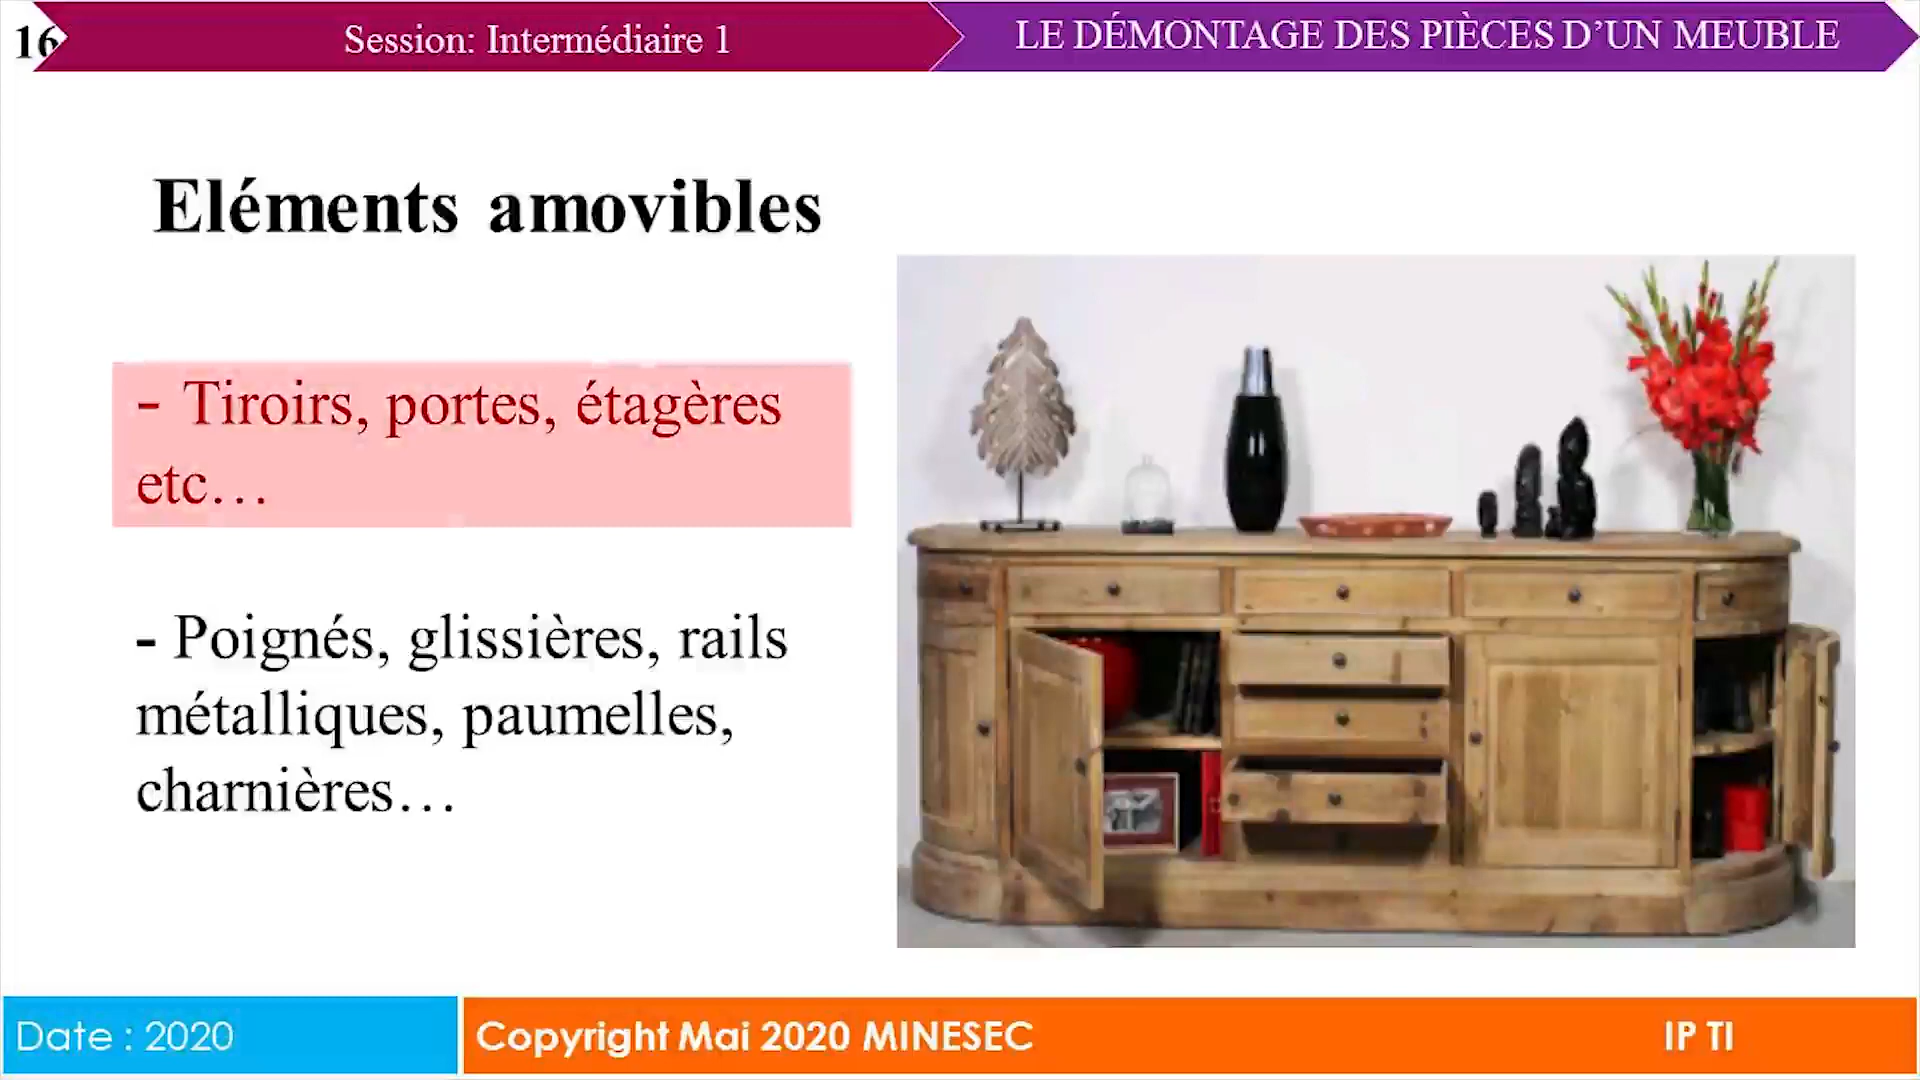 16
Session: Intermédiaire 1
LE DÉMONTAGE DES PIÈCES D’UN MEUBLE
Eléments amovibles
- Tiroirs, portes, étagères
etc…
- Poignés, glissières, rails
métalliques, paumelles,
charnières…
Date : 2020
Copyright Mai 2020 MINESEC
IP TI